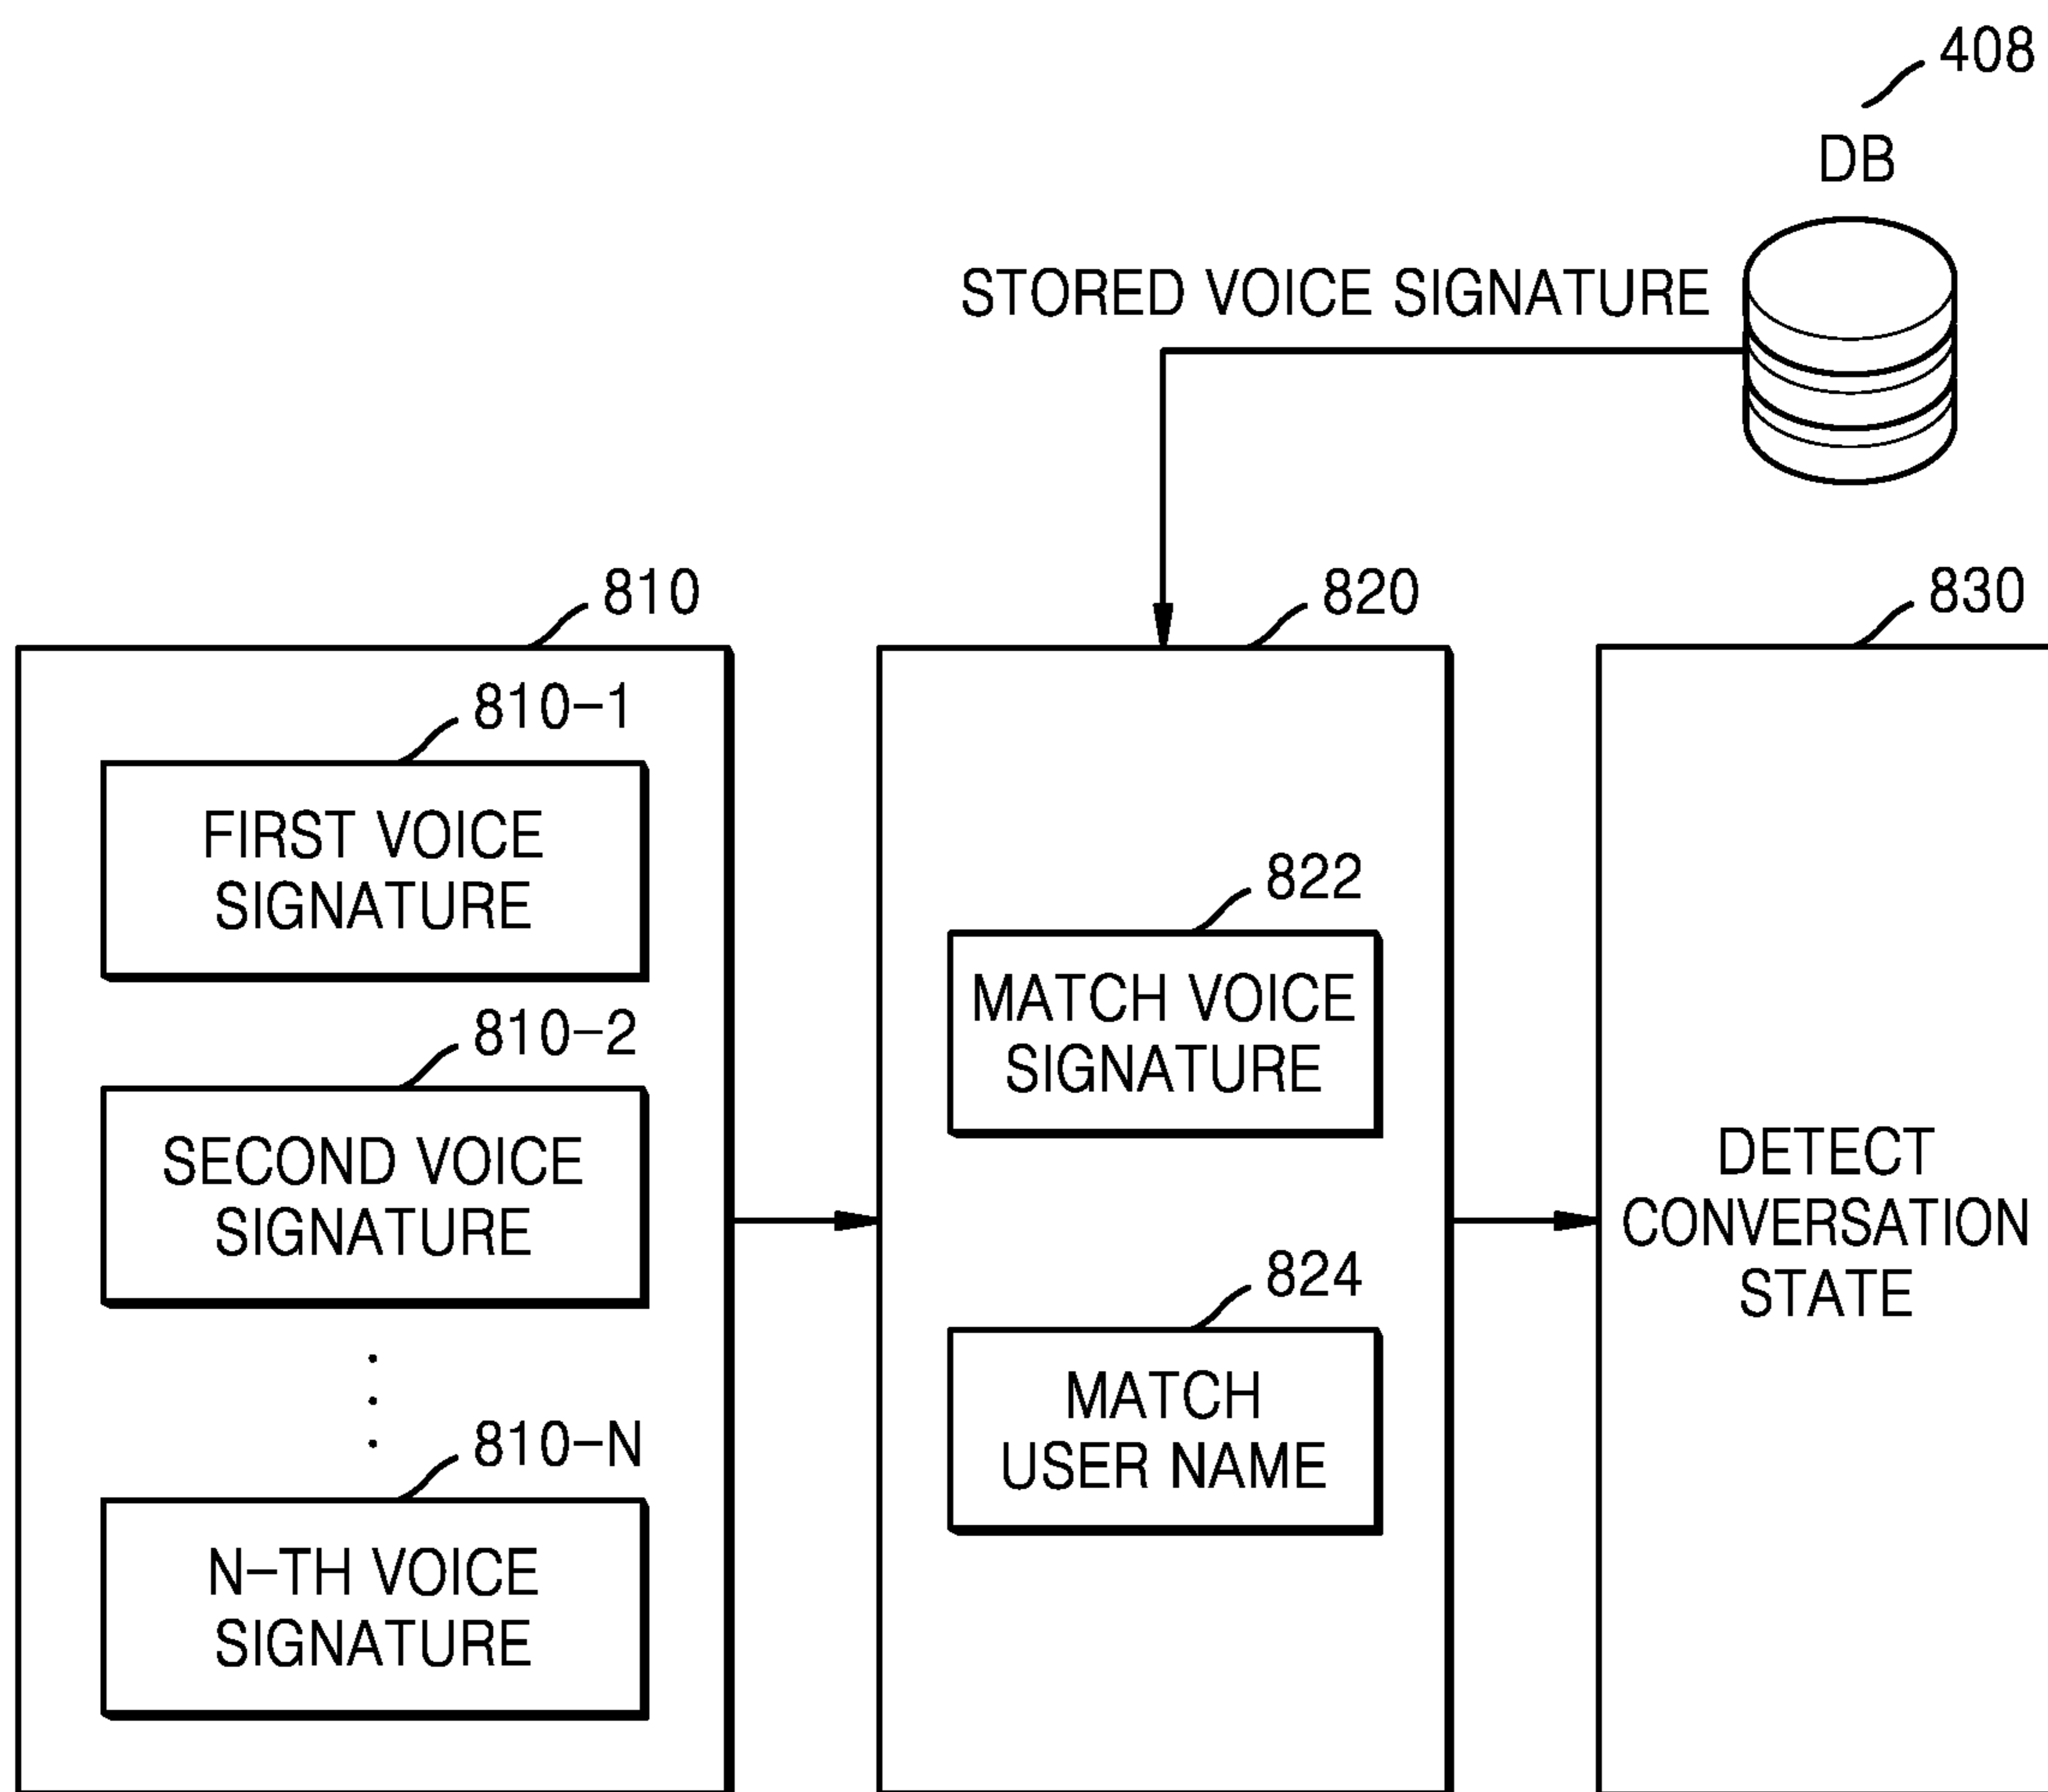 408
DB
STORED VOICE SIGNATURE
810
820
830
810-1
FIRST VOICE
SIGNATURE
810-2
SECOND VOICE
SIGNATURE
810-N
N-TH VOICE
SIGNATURE
822
MATCH VOICE
SIGNATURE
824
MATCH
USER NAME
DETECT
CONVERSATION
STATE